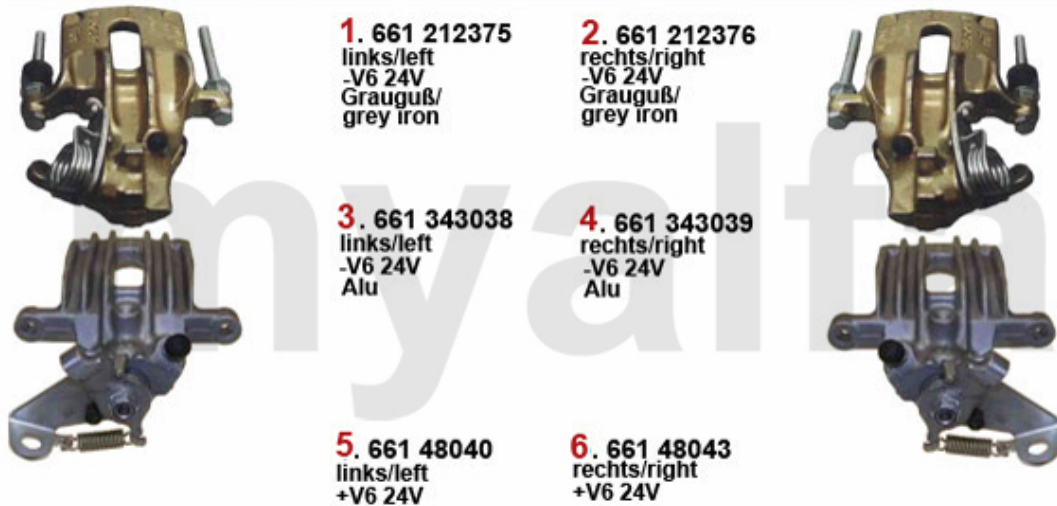 1. 661 212375
links/left
-V6 24V
Grauguß/
grey iron
2. 661 212376
rechts/right
-V6 24V
Grauguß/
grey iron
3. 661 343038
links/left
-V6 24V
Alu
4. 661 343039
rechts/right
-V6 24V
Alu
5. 661 48040
links/left
+V6 24V
6. 661 48043
rechts/right
+V6 24V